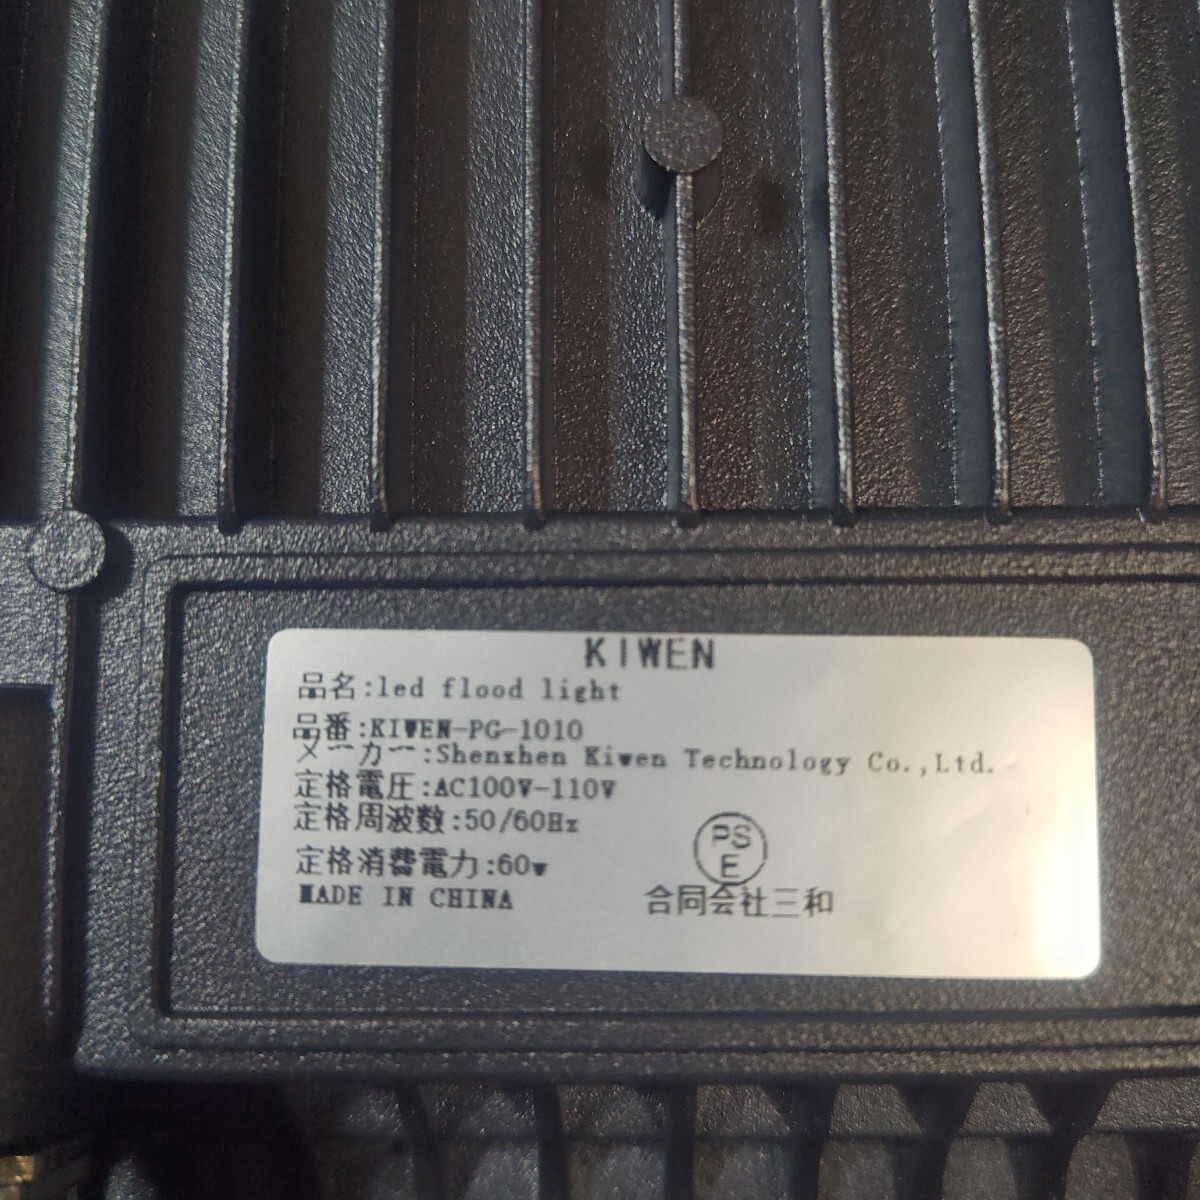 KIWEN
品名:led flood light
品番:KIWEN-PG-1010
メーカー:Shenzhen Kiwen Technology Co.,Ltd.
定格電圧:AC100V-110V
定格周波数:50/60Hz
定格消費電力:60w
PS
E
MADE IN CHINA
合同会社三和